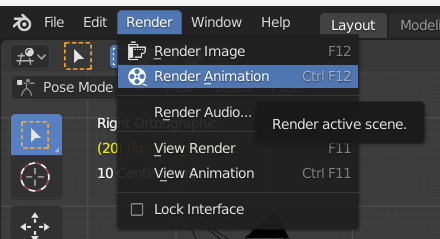 File Edit Render Window Help Layout
Render Image F12
Render Animation Ctrl F12
Pose Mode
Render Audio...
Render active scene.
Right Orthographic
(20)
View Render F11
10
View Animation Ctrl F11
Lock Interface